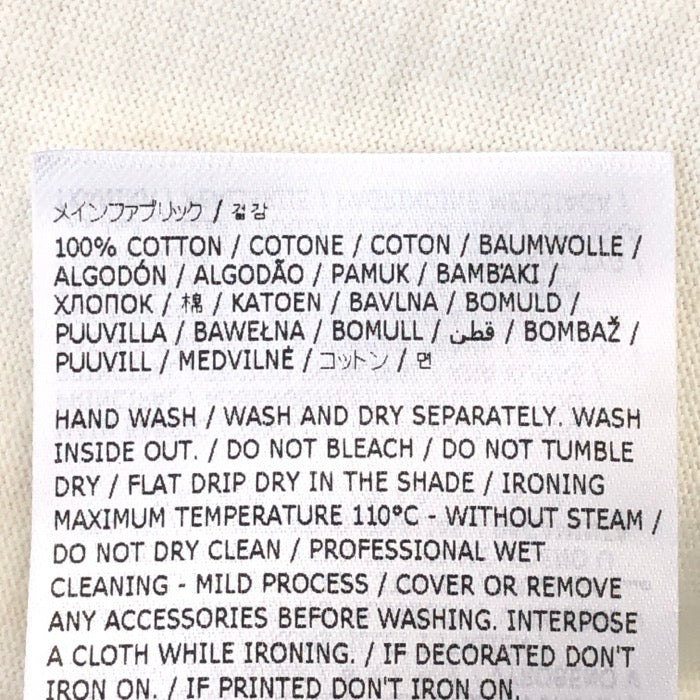 メインファブリック / 겉감
100% COTTON / COTONE / COTON / BAUMWOLLE /
ALGODÓN / ALGODÃO / PAMUK / ΒΑΜΒΆΚΙ /
ХЛОПОК / 棉 / KATOEN / BAVLNA / BOMULD /
PUUVILLA / BAWEŁNA / BOMULL / قطن / BOMBAŽ /
PUUVILL / MEDVILNĖ / コットン / 면
HAND WASH / WASH AND DRY SEPARATELY. WASH
INSIDE OUT. / DO NOT BLEACH / DO NOT TUMBLE
DRY / FLAT DRIP DRY IN THE SHADE / IRONING
MAXIMUM TEMPERATURE 110°C - WITHOUT STEAM /
DO NOT DRY CLEAN / PROFESSIONAL WET
CLEANING - MILD PROCESS / COVER OR REMOVE
ANY ACCESSORIES BEFORE WASHING. INTERPOSE
A CLOTH WHILE IRONING. / IF DECORATED DON'T
IRON ON. / IF PRINTED DON'T IRON ON.